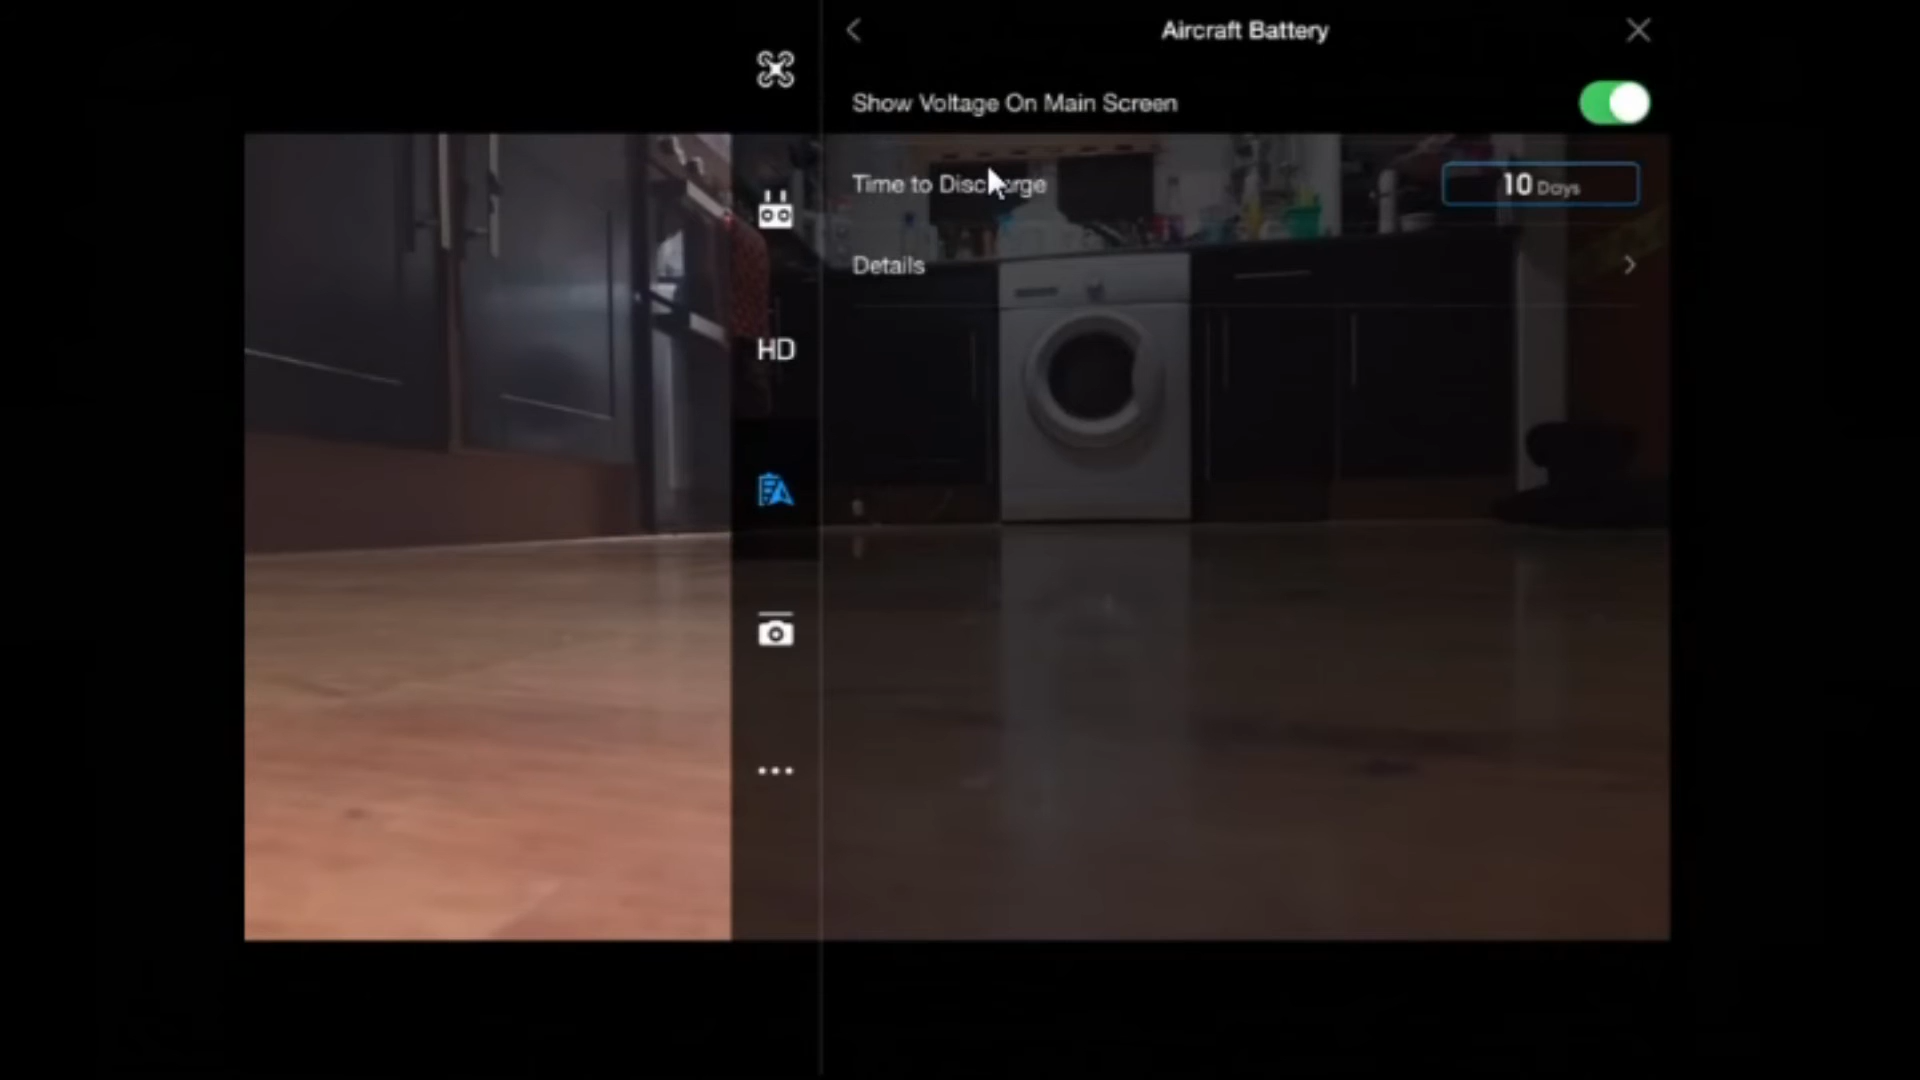 Aircraft Battery
Show Voltage On Main Screen
Time to Discharge
10 Days
Details
HD